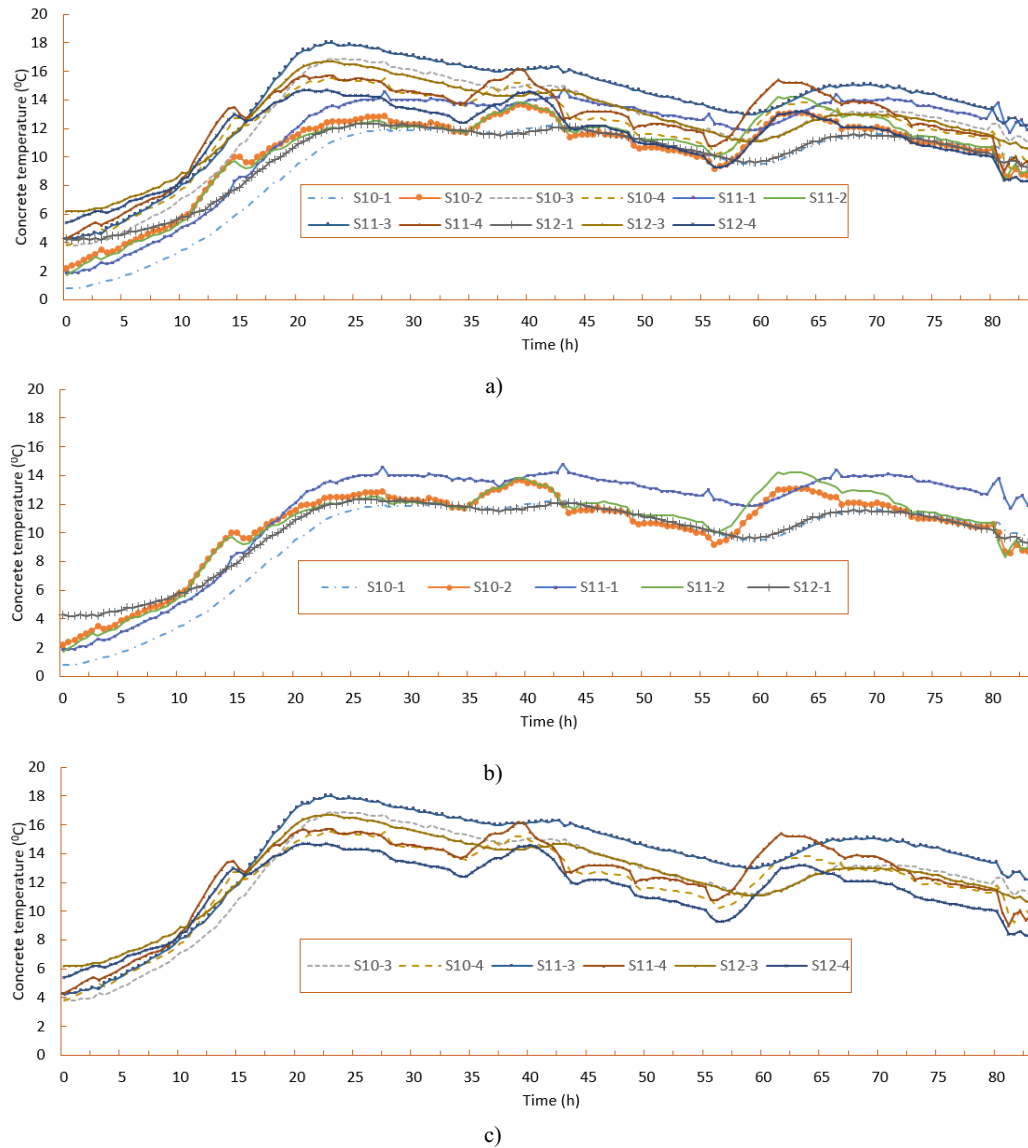 20
18
16
14
12
10
8
6
4
2
0
Concrete temperature (⁰C)
S10-1 S10-2 S10-3 S10-4 S11-1 S11-2
S11-3 S11-4 S12-1 S12-3 S12-4
0 5 10 15 20 25 30 35 40 45 50 55 60 65 70 75 80
Time (h)
a)
20
18
16
14
12
10
8
6
4
2
0
Concrete temperature (⁰C)
S10-1 S10-2 S11-1 S11-2 S12-1
0 5 10 15 20 25 30 35 40 45 50 55 60 65 70 75 80
Time (h)
b)
20
18
16
14
12
10
8
6
4
2
0
Concrete temperature (⁰C)
S10-3 S10-4 S11-3 S11-4 S12-3 S12-4
0 5 10 15 20 25 30 35 40 45 50 55 60 65 70 75 80
Time (h)
c)